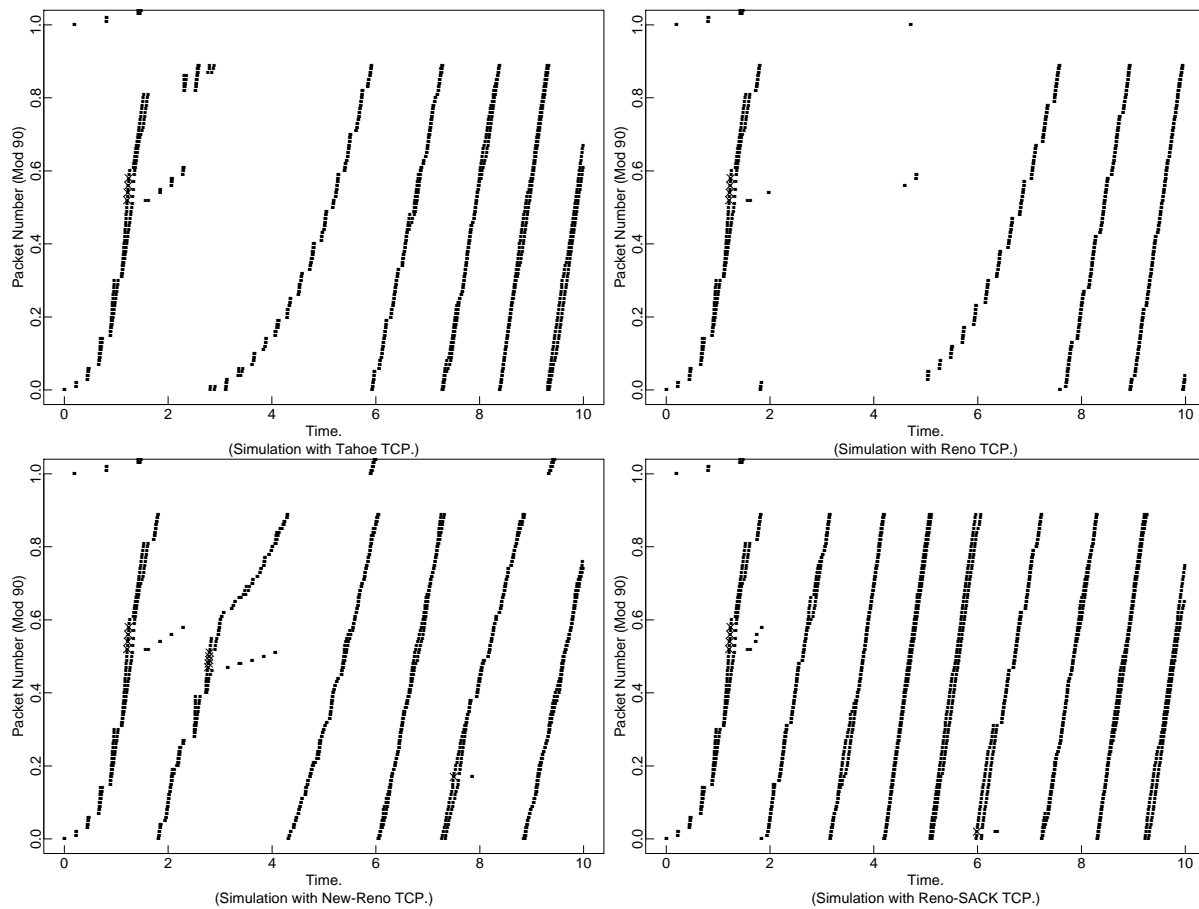 Packet Number (Mod 90)
0.0 0.2 0.4 0.6 0.8 1.0
0 2 4 6 8 10
Time.
(Simulation with Tahoe TCP.)
Packet Number (Mod 90)
0.0 0.2 0.4 0.6 0.8 1.0
0 2 4 6 8 10
Time.
(Simulation with Reno TCP.)
Packet Number (Mod 90)
0.0 0.2 0.4 0.6 0.8 1.0
0 2 4 6 8 10
Time.
(Simulation with New-Reno TCP.)
Packet Number (Mod 90)
0.0 0.2 0.4 0.6 0.8 1.0
0 2 4 6 8 10
Time.
(Simulation with Reno-SACK TCP.)